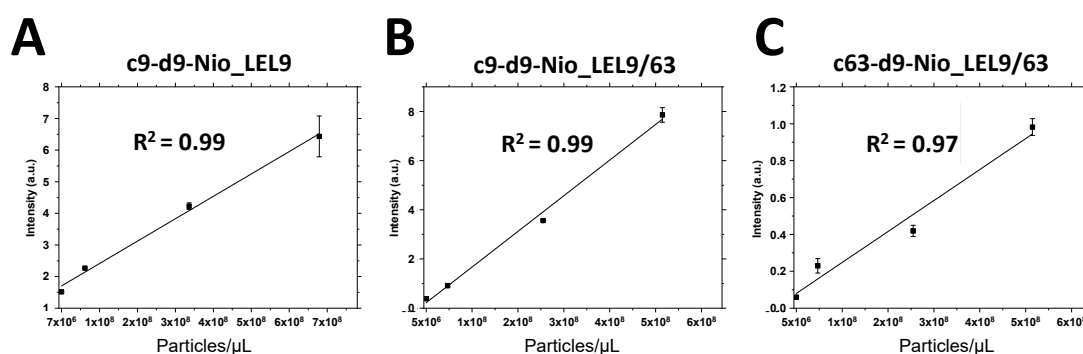 A
c9-d9-Nio_LEL9
R² = 0.99
Intensity (a.u.)
8
7
6
5
4
3
2
1
7x10⁶ 1x10⁸ 2x10⁸ 3x10⁸ 4x10⁸ 5x10⁸ 6x10⁸ 7x10⁸
Particles/µL
B
c9-d9-Nio_LEL9/63
R² = 0.99
Intensity (a.u.)
8
6
4
2
0
5x10⁶ 1x10⁸ 2x10⁸ 3x10⁸ 4x10⁸ 5x10⁸ 6x10⁸
Particles/µL
C
c63-d9-Nio_LEL9/63
R² = 0.97
Intensity (a.u.)
1.2
1.0
0.8
0.6
0.4
0.2
0.0
5x10⁶ 1x10⁸ 2x10⁸ 3x10⁸ 4x10⁸ 5x10⁸ 6x10⁸
Particles/µL